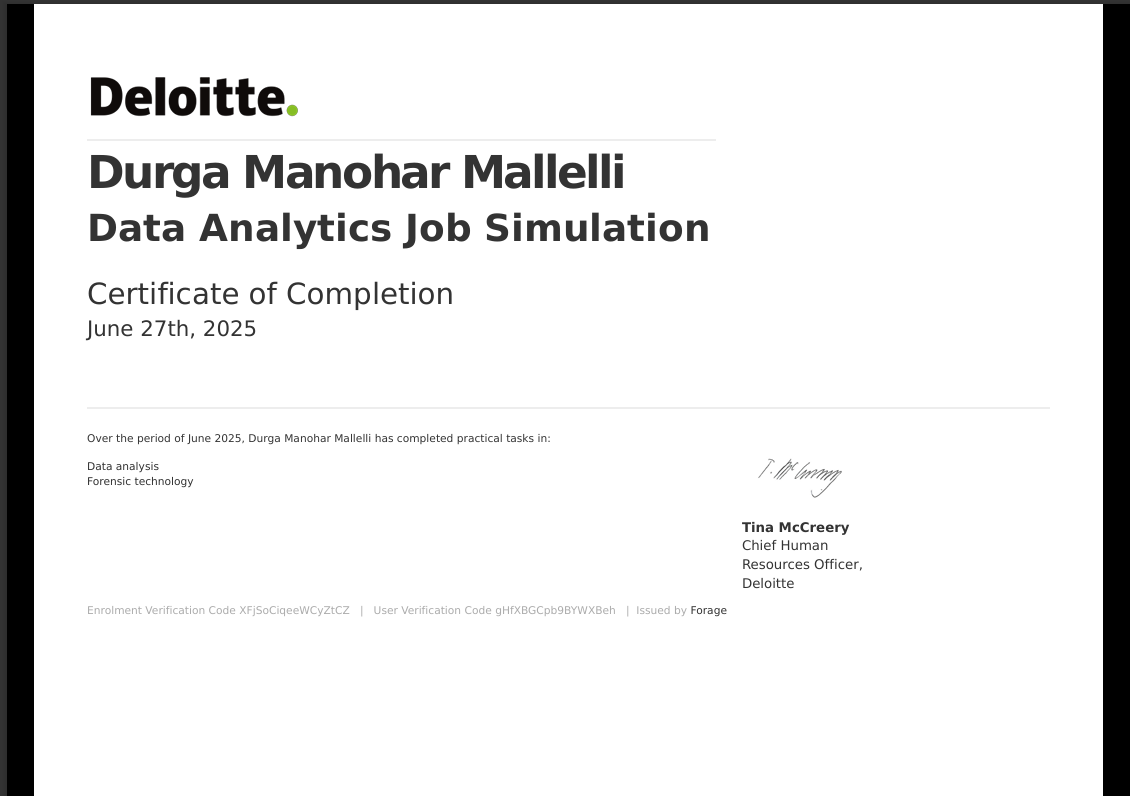 Deloitte.
Durga Manohar Mallelli
Data Analytics Job Simulation
Certificate of Completion
June 27th, 2025
Over the period of June 2025, Durga Manohar Mallelli has completed practical tasks in:
Data analysis
Forensic technology
T. McCreery
Tina McCreery
Chief Human
Resources Officer,
Deloitte
Enrolment Verification Code XFjSoCiqeeWCyZtCZ | User Verification Code gHfXBGCpb9BYWXBeh | Issued by Forage